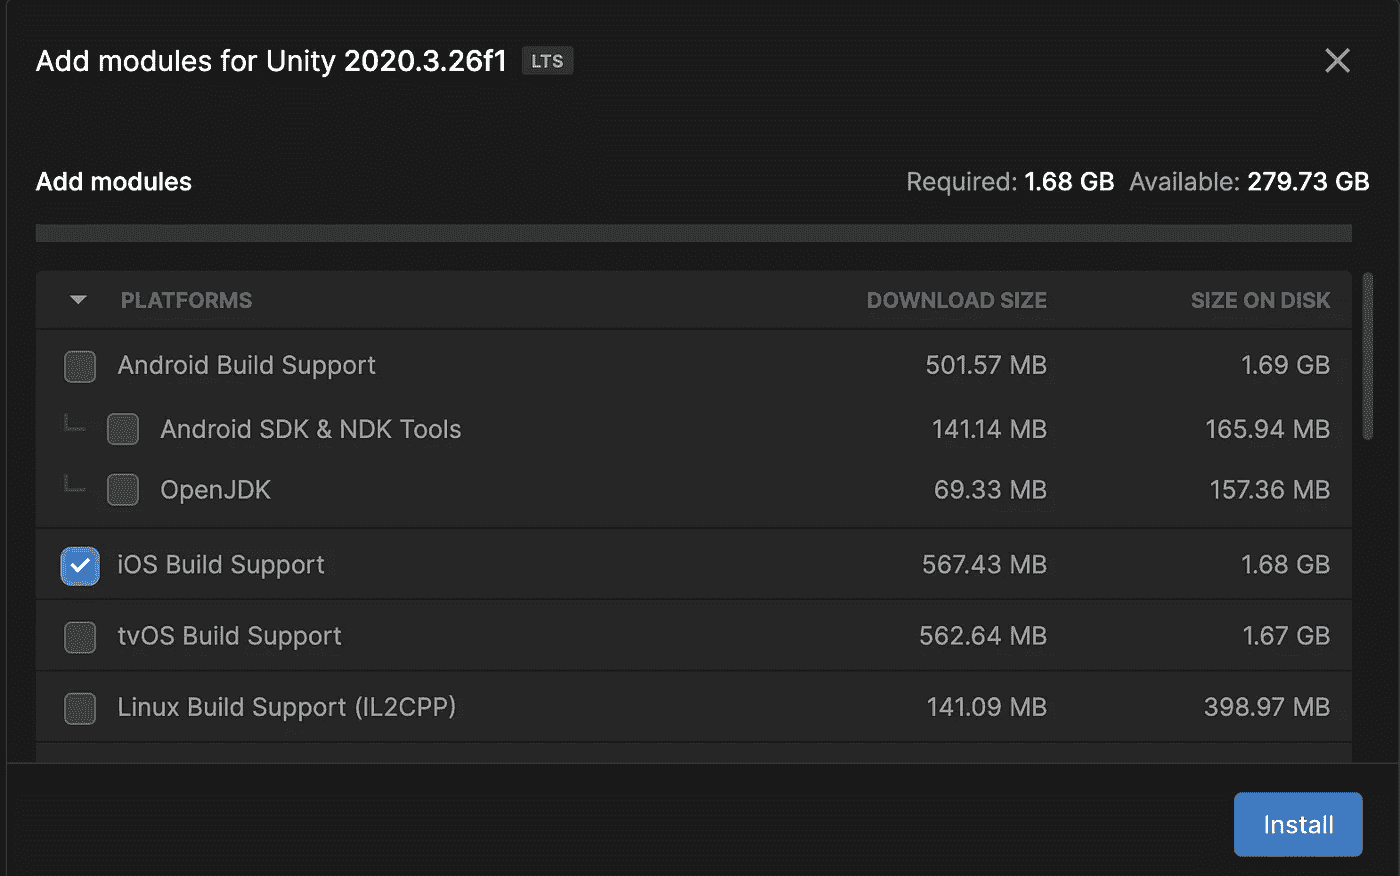 Add modules for Unity 2020.3.26f1 LTS
Add modules Required: 1.68 GB Available: 279.73 GB
PLATFORMS DOWNLOAD SIZE SIZE ON DISK
Android Build Support 501.57 MB 1.69 GB
Android SDK & NDK Tools 141.14 MB 165.94 MB
OpenJDK 69.33 MB 157.36 MB
iOS Build Support 567.43 MB 1.68 GB
tvOS Build Support 562.64 MB 1.67 GB
Linux Build Support (IL2CPP) 141.09 MB 398.97 MB
Install